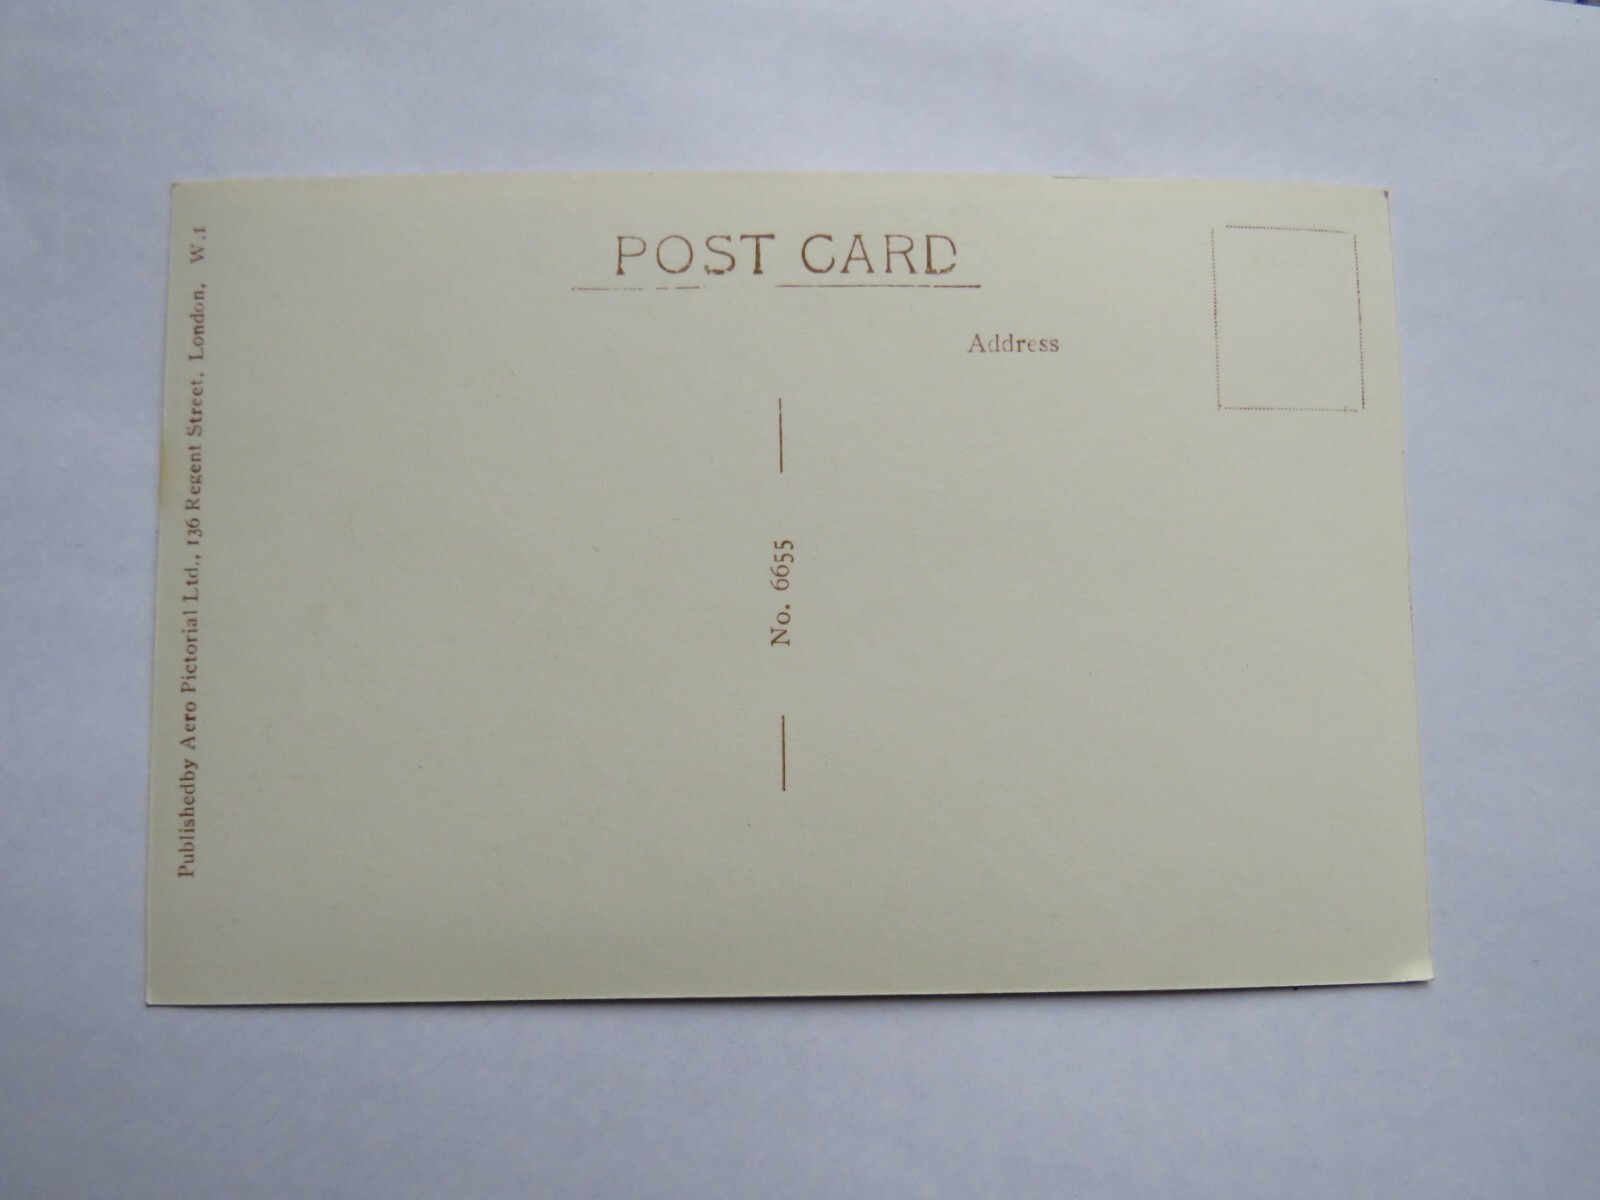 POST CARD
Address
No. 6655
Publishedby Aero Pictorial Ltd., 136 Regent Street, London, W.1